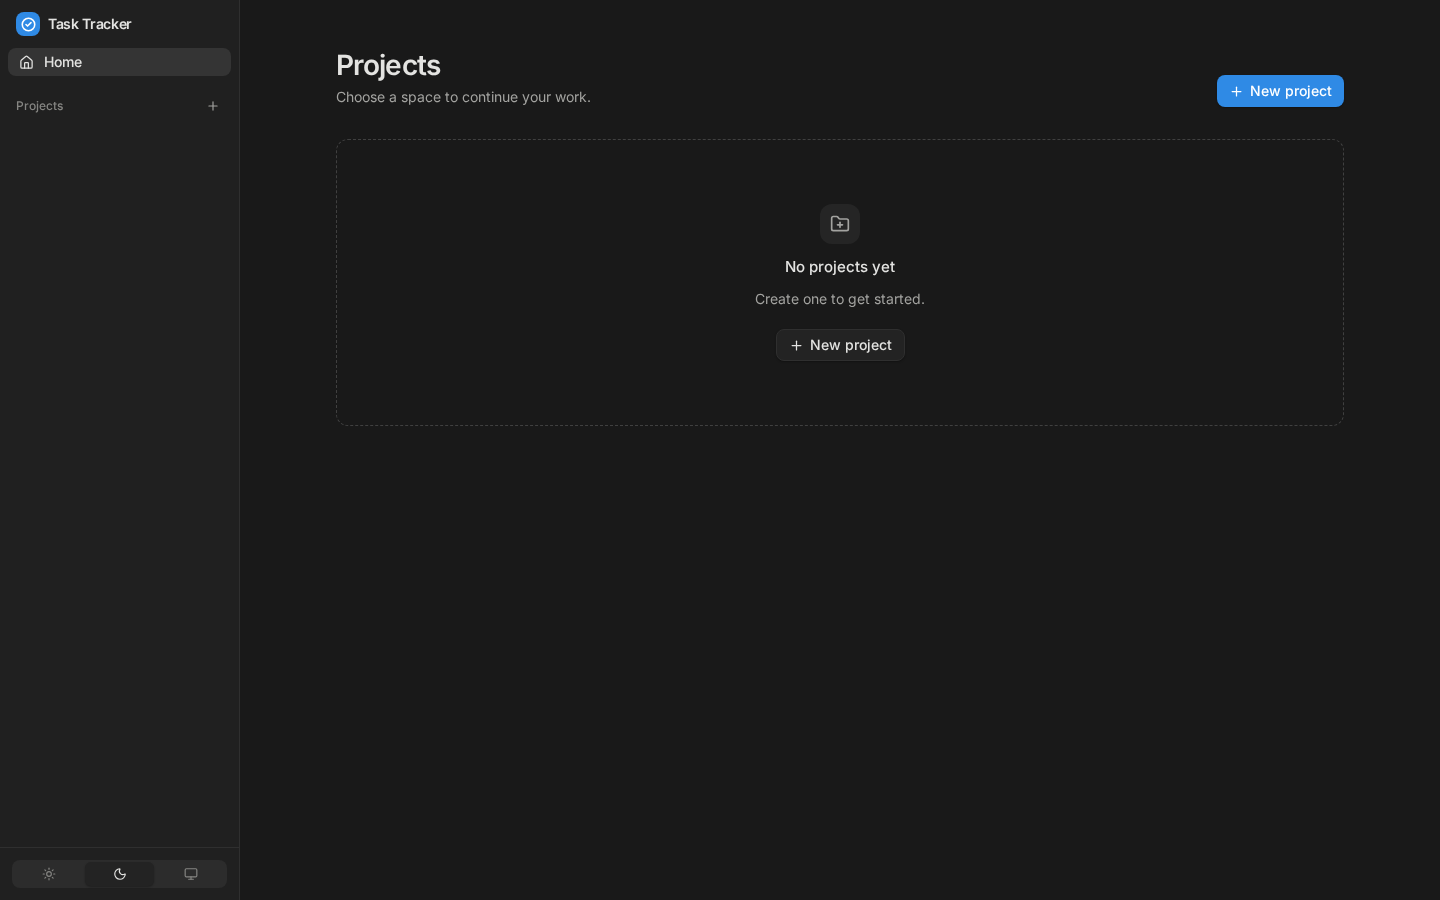 Task Tracker
Home
Projects
Projects
Choose a space to continue your work.
New project
No projects yet
Create one to get started.
New project